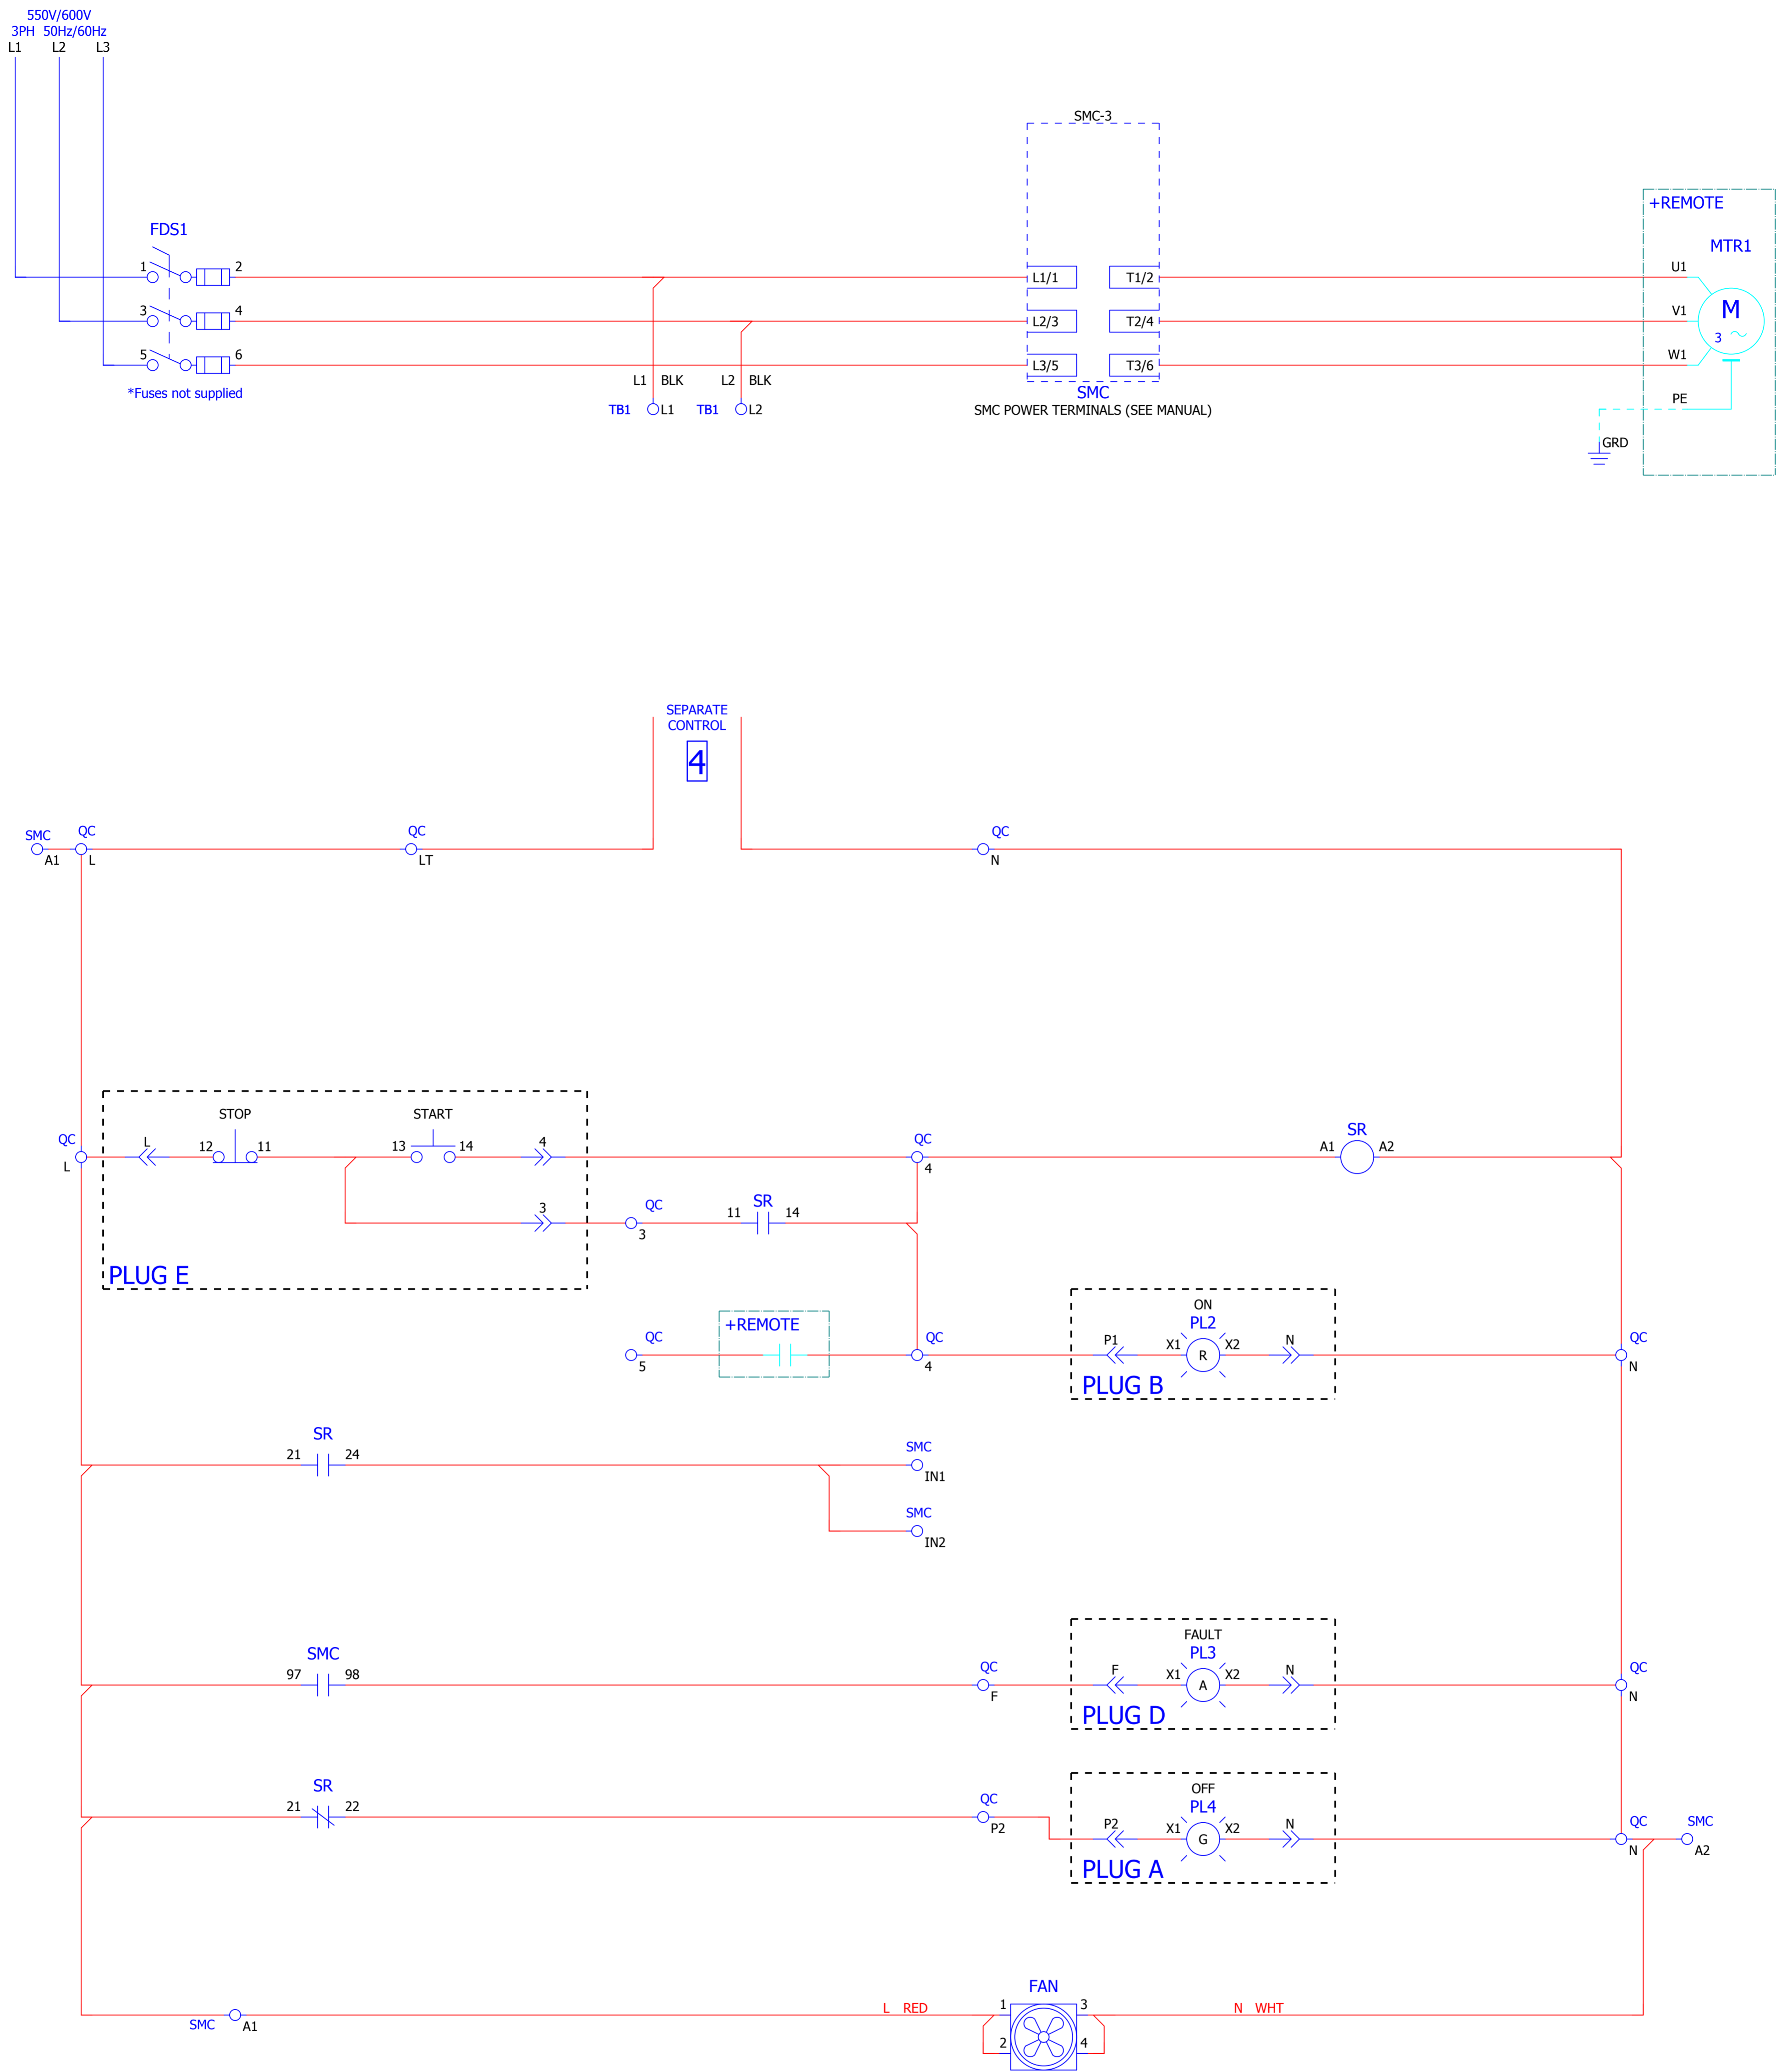 550V/600V
3PH 50Hz/60Hz
L1 L2 L3
SMC-3
+REMOTE
MTR1
FDS1
1 2 L1/1 T1/2 U1
3 4 L2/3 T2/4 V1
M
3
5 6 L3/5 T3/6 W1
*Fuses not supplied
L1 BLK L2 BLK
SMC
TB1 L1 TB1 L2
SMC POWER TERMINALS (SEE MANUAL)
PE
GRD
SEPARATE
CONTROL
4
SMC QC QC QC
A1 L LT N
STOP START
QC L 12 11 13 14 4 QC SR
L 4 A1 A2
3 QC 11 SR 14
3
PLUG E
ON
+REMOTE PL2
QC QC P1 X1 R X2 N QC
5 4 N
PLUG B
SR SMC
21 24 IN1
SMC
IN2
FAULT
SMC PL3
97 98 QC F X1 A X2 N QC
F N
PLUG D
SR OFF
21 22 QC PL4
P2 P2 X1 G X2 N QC SMC
N A2
PLUG A
FAN
L RED 1 3 N WHT
SMC A1
2 4